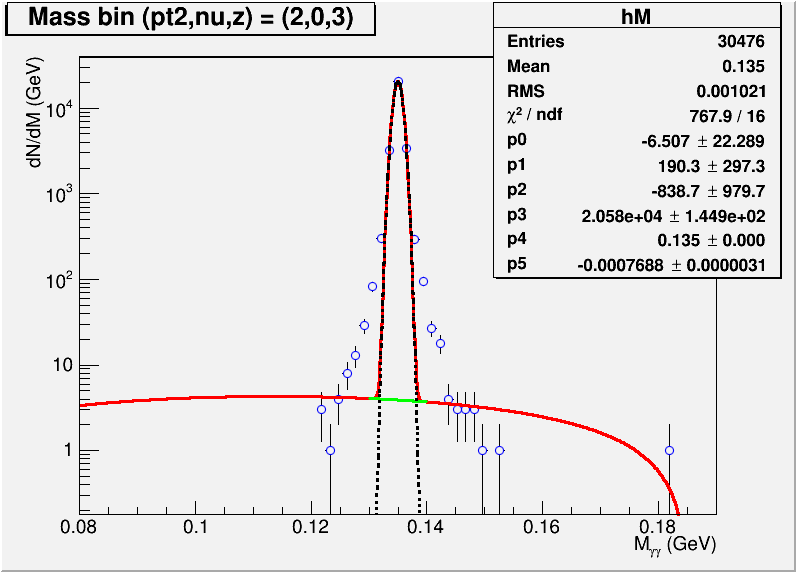 Mass bin (pt2,nu,z) = (2,0,3)
hM
Entries 30476
Mean 0.135
RMS 0.001021
χ² / ndf 767.9 / 16
p0 -6.507 ± 22.289
p1 190.3 ± 297.3
p2 -838.7 ± 979.7
p3 2.058e+04 ± 1.449e+02
p4 0.135 ± 0.000
p5 -0.0007688 ± 0.0000031
dN/dM (GeV)
10⁴
10³
10²
10
1
0.08 0.1 0.12 0.14 0.16 0.18
Mγγ (GeV)